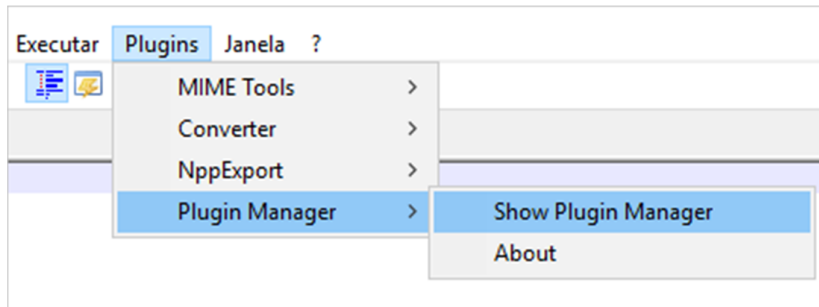 Executar Plugins Janela ?
MIME Tools
Converter
NppExport
Plugin Manager
Show Plugin Manager
About